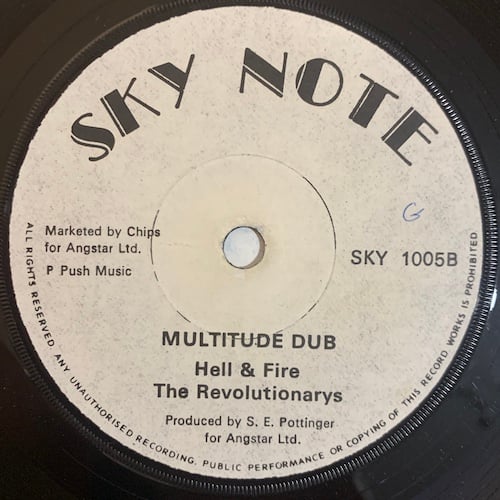 SKY NOTE
G
Marketed by Chips
for Angstar Ltd.
P Push Music
SKY 1005B
MULTITUDE DUB
Hell & Fire
The Revolutionarys
Produced by S. E. Pottinger
for Angstar Ltd.
ALL RIGHTS RESERVED. ANY UNAUTHORISED RECORDING, PUBLIC PERFORMANCE OR COPYING OF THIS RECORD WORKS IS PROHIBITED